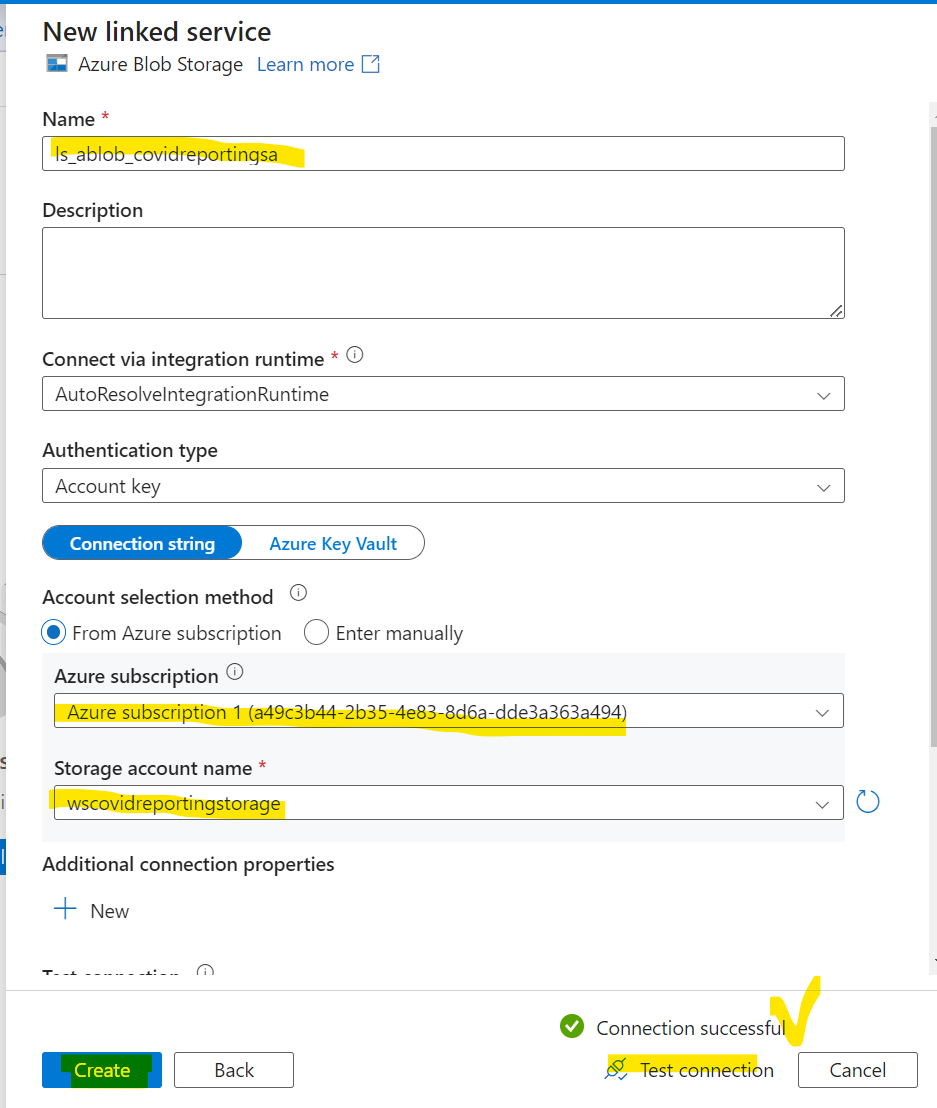 New linked service
Azure Blob Storage Learn more
Name *
ls_ablob_covidreportingsa
Description
Connect via integration runtime *
AutoResolveIntegrationRuntime
Authentication type
Account key
Connection string Azure Key Vault
Account selection method
From Azure subscription Enter manually
Azure subscription
Azure subscription 1 (a49c3b44-2b35-4e83-8d6a-dde3a363a494)
Storage account name *
wscovidreportingstorage
Additional connection properties
New
Test connection
Connection successful
Create Back Test connection Cancel